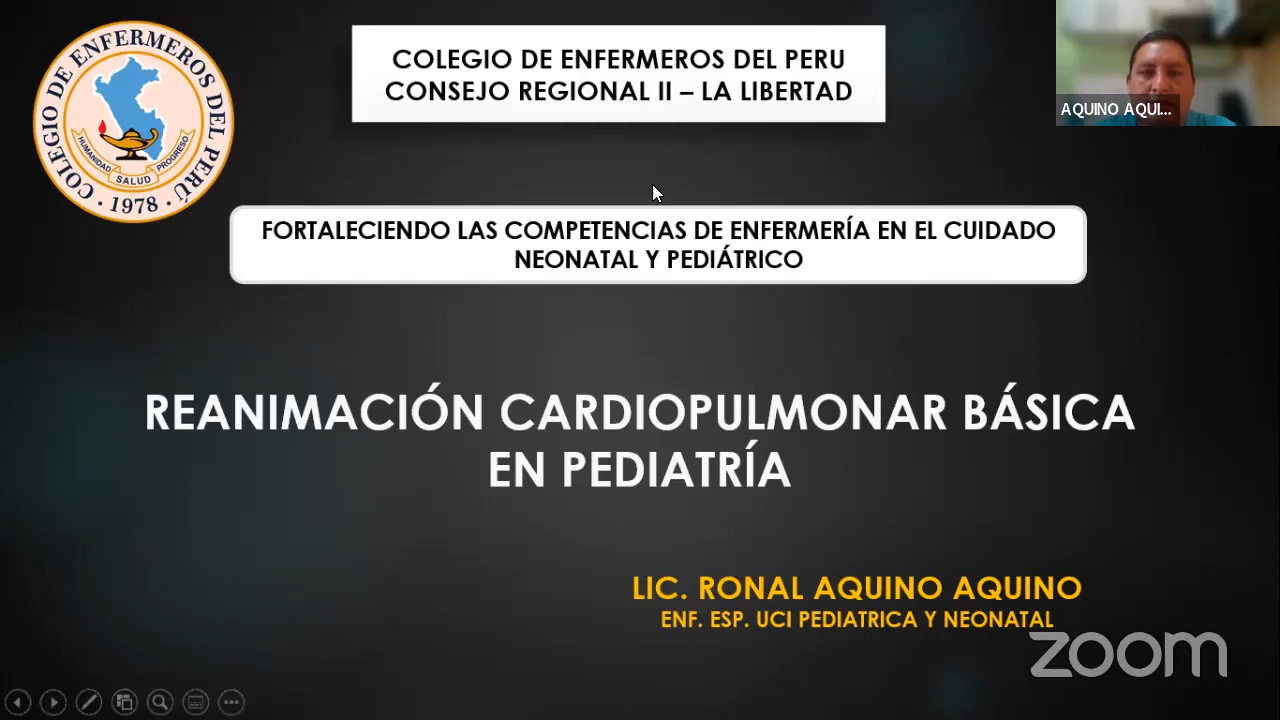 COLEGIO DE ENFERMEROS DEL PERÚ
HUMANIDAD SALUD PROGRESO
· 1978 ·
COLEGIO DE ENFERMEROS DEL PERU
CONSEJO REGIONAL II – LA LIBERTAD
AQUINO AQUI...
FORTALECIENDO LAS COMPETENCIAS DE ENFERMERÍA EN EL CUIDADO
NEONATAL Y PEDIÁTRICO
REANIMACIÓN CARDIOPULMONAR BÁSICA
EN PEDIATRÍA
LIC. RONAL AQUINO AQUINO
ENF. ESP. UCI PEDIATRICA Y NEONATAL
zoom